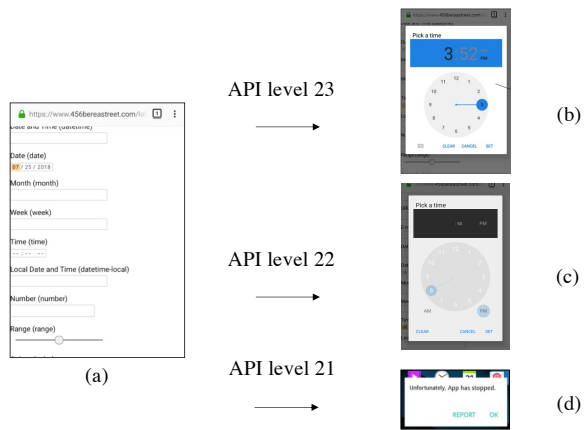 https://www.456bereastreet.com/lab
1
Date and Time (datetime)
Date (date)
07/ 25 / 2018
Month (month)
Week (week)
Time (time)
-- : -- --
Local Date and Time (datetime-local)
Number (number)
Range (range)
(a)
API level 23
Pick a time
3:52 PM
12
11 1
10 2
9 3
8 4
7 5
6
CLEAR CANCEL SET
(b)
API level 22
Pick a time
PM
AM PM
CLEAR CANCEL SET
(c)
API level 21
Unfortunately, App has stopped.
REPORT OK
(d)